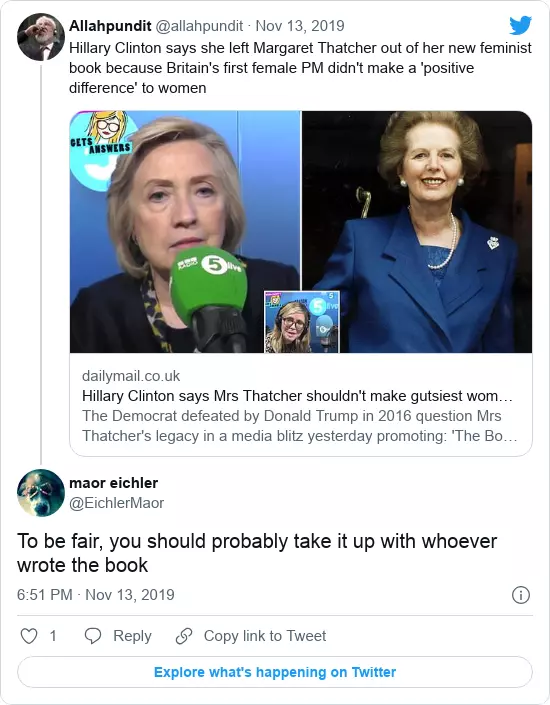 Allahpundit @allahpundit · Nov 13, 2019
Hillary Clinton says she left Margaret Thatcher out of her new feminist
book because Britain's first female PM didn't make a 'positive
difference' to women
GETS
ANSWERS
BBC
RADIO 5 live
5
live
5
dailymail.co.uk
Hillary Clinton says Mrs Thatcher shouldn't make gutsiest wom…
The Democrat defeated by Donald Trump in 2016 question Mrs
Thatcher's legacy in a media blitz yesterday promoting: 'The Bo…
maor eichler
@EichlerMaor
To be fair, you should probably take it up with whoever
wrote the book
6:51 PM · Nov 13, 2019
1 Reply Copy link to Tweet
Explore what's happening on Twitter